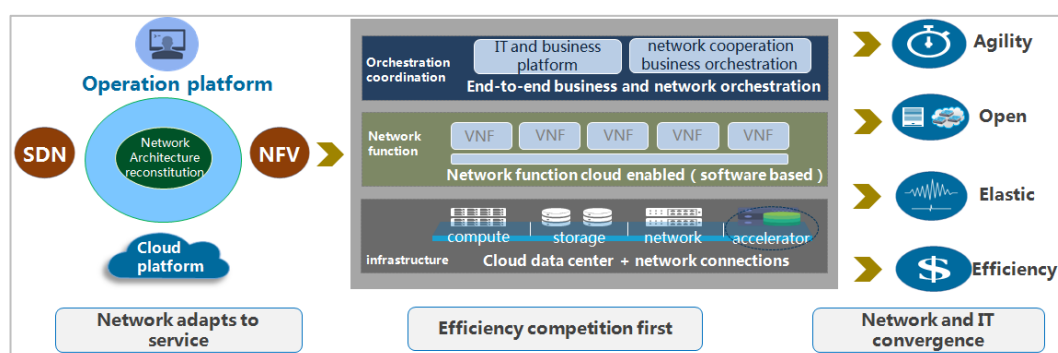 Operation platform
SDN
Network
Architecture
reconstitution
NFV
Cloud
platform
Network adapts to
service
Orchestration
coordination
IT and business
platform
network cooperation
business orchestration
End-to-end business and network orchestration
Network
function
VNF
VNF
VNF
VNF
VNF
Network function cloud enabled ( software based )
compute
storage
network
accelerator
infrastructure
Cloud data center + network connections
Efficiency competition first
Agility
Open
Elastic
$
Efficiency
Network and IT
convergence